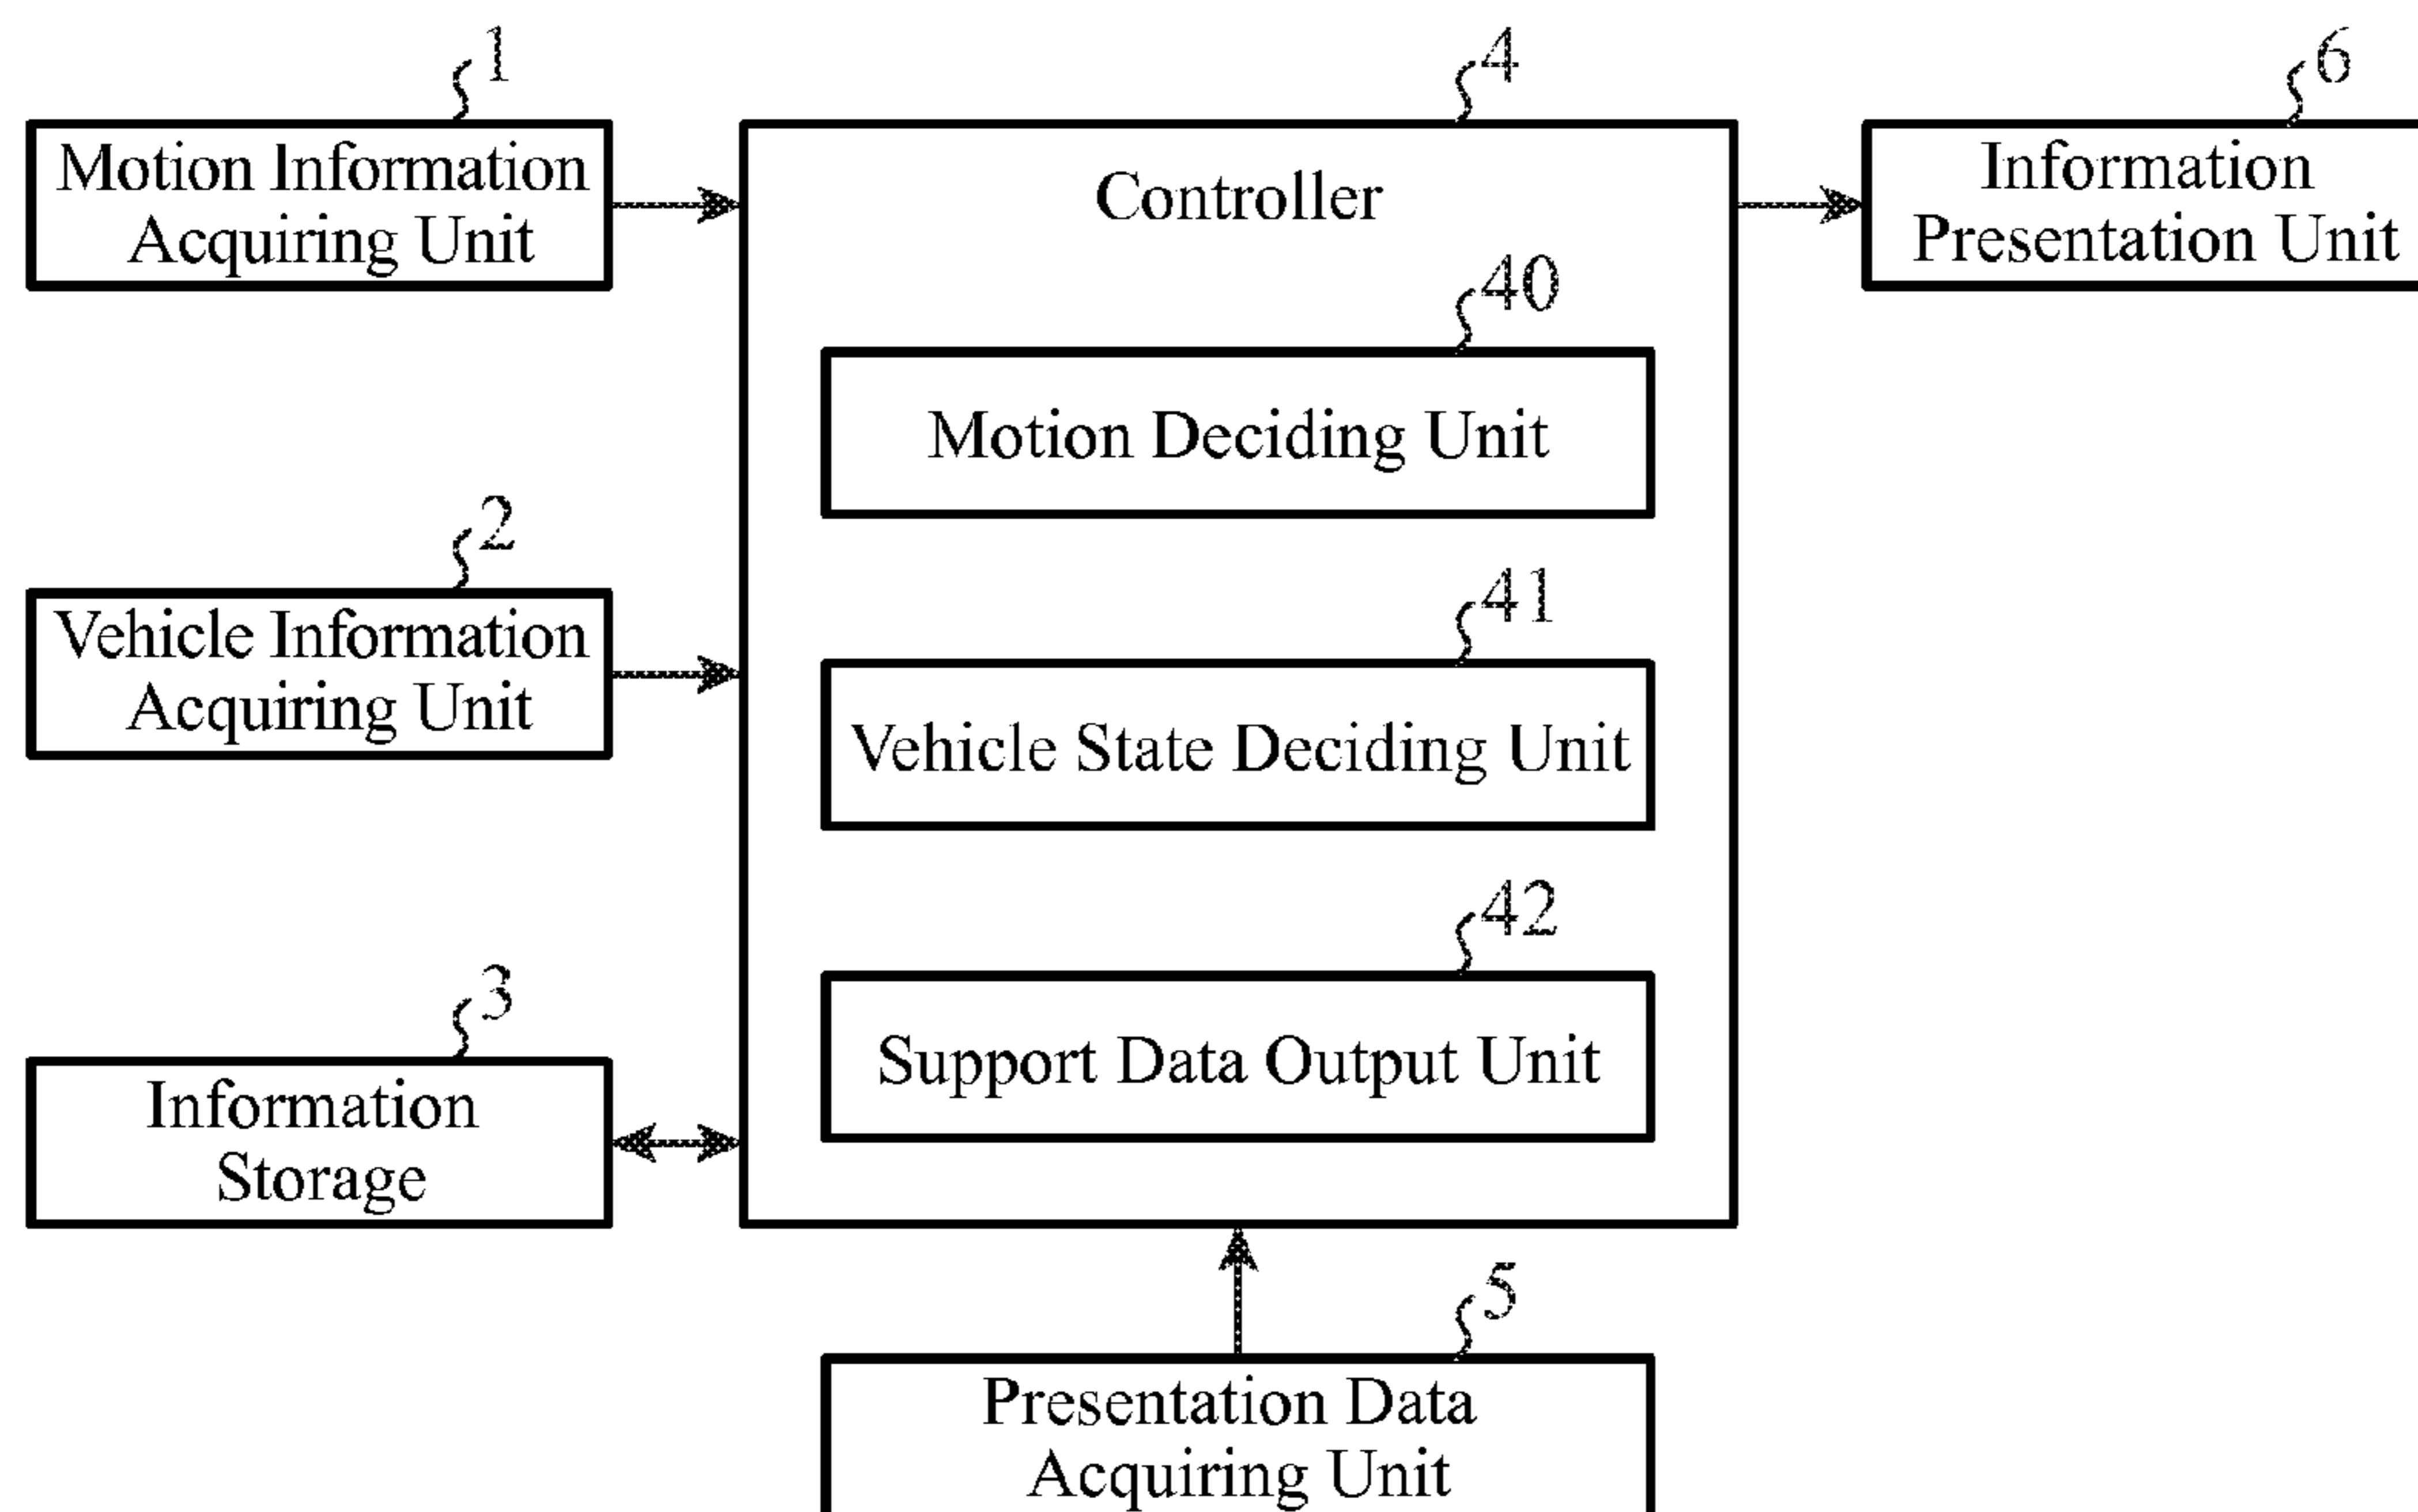 1
Motion Information
Acquiring Unit
2
Vehicle Information
Acquiring Unit
3
Information
Storage
4
Controller
40
Motion Deciding Unit
41
Vehicle State Deciding Unit
42
Support Data Output Unit
5
Presentation Data
Acquiring Unit
6
Information
Presentation Unit